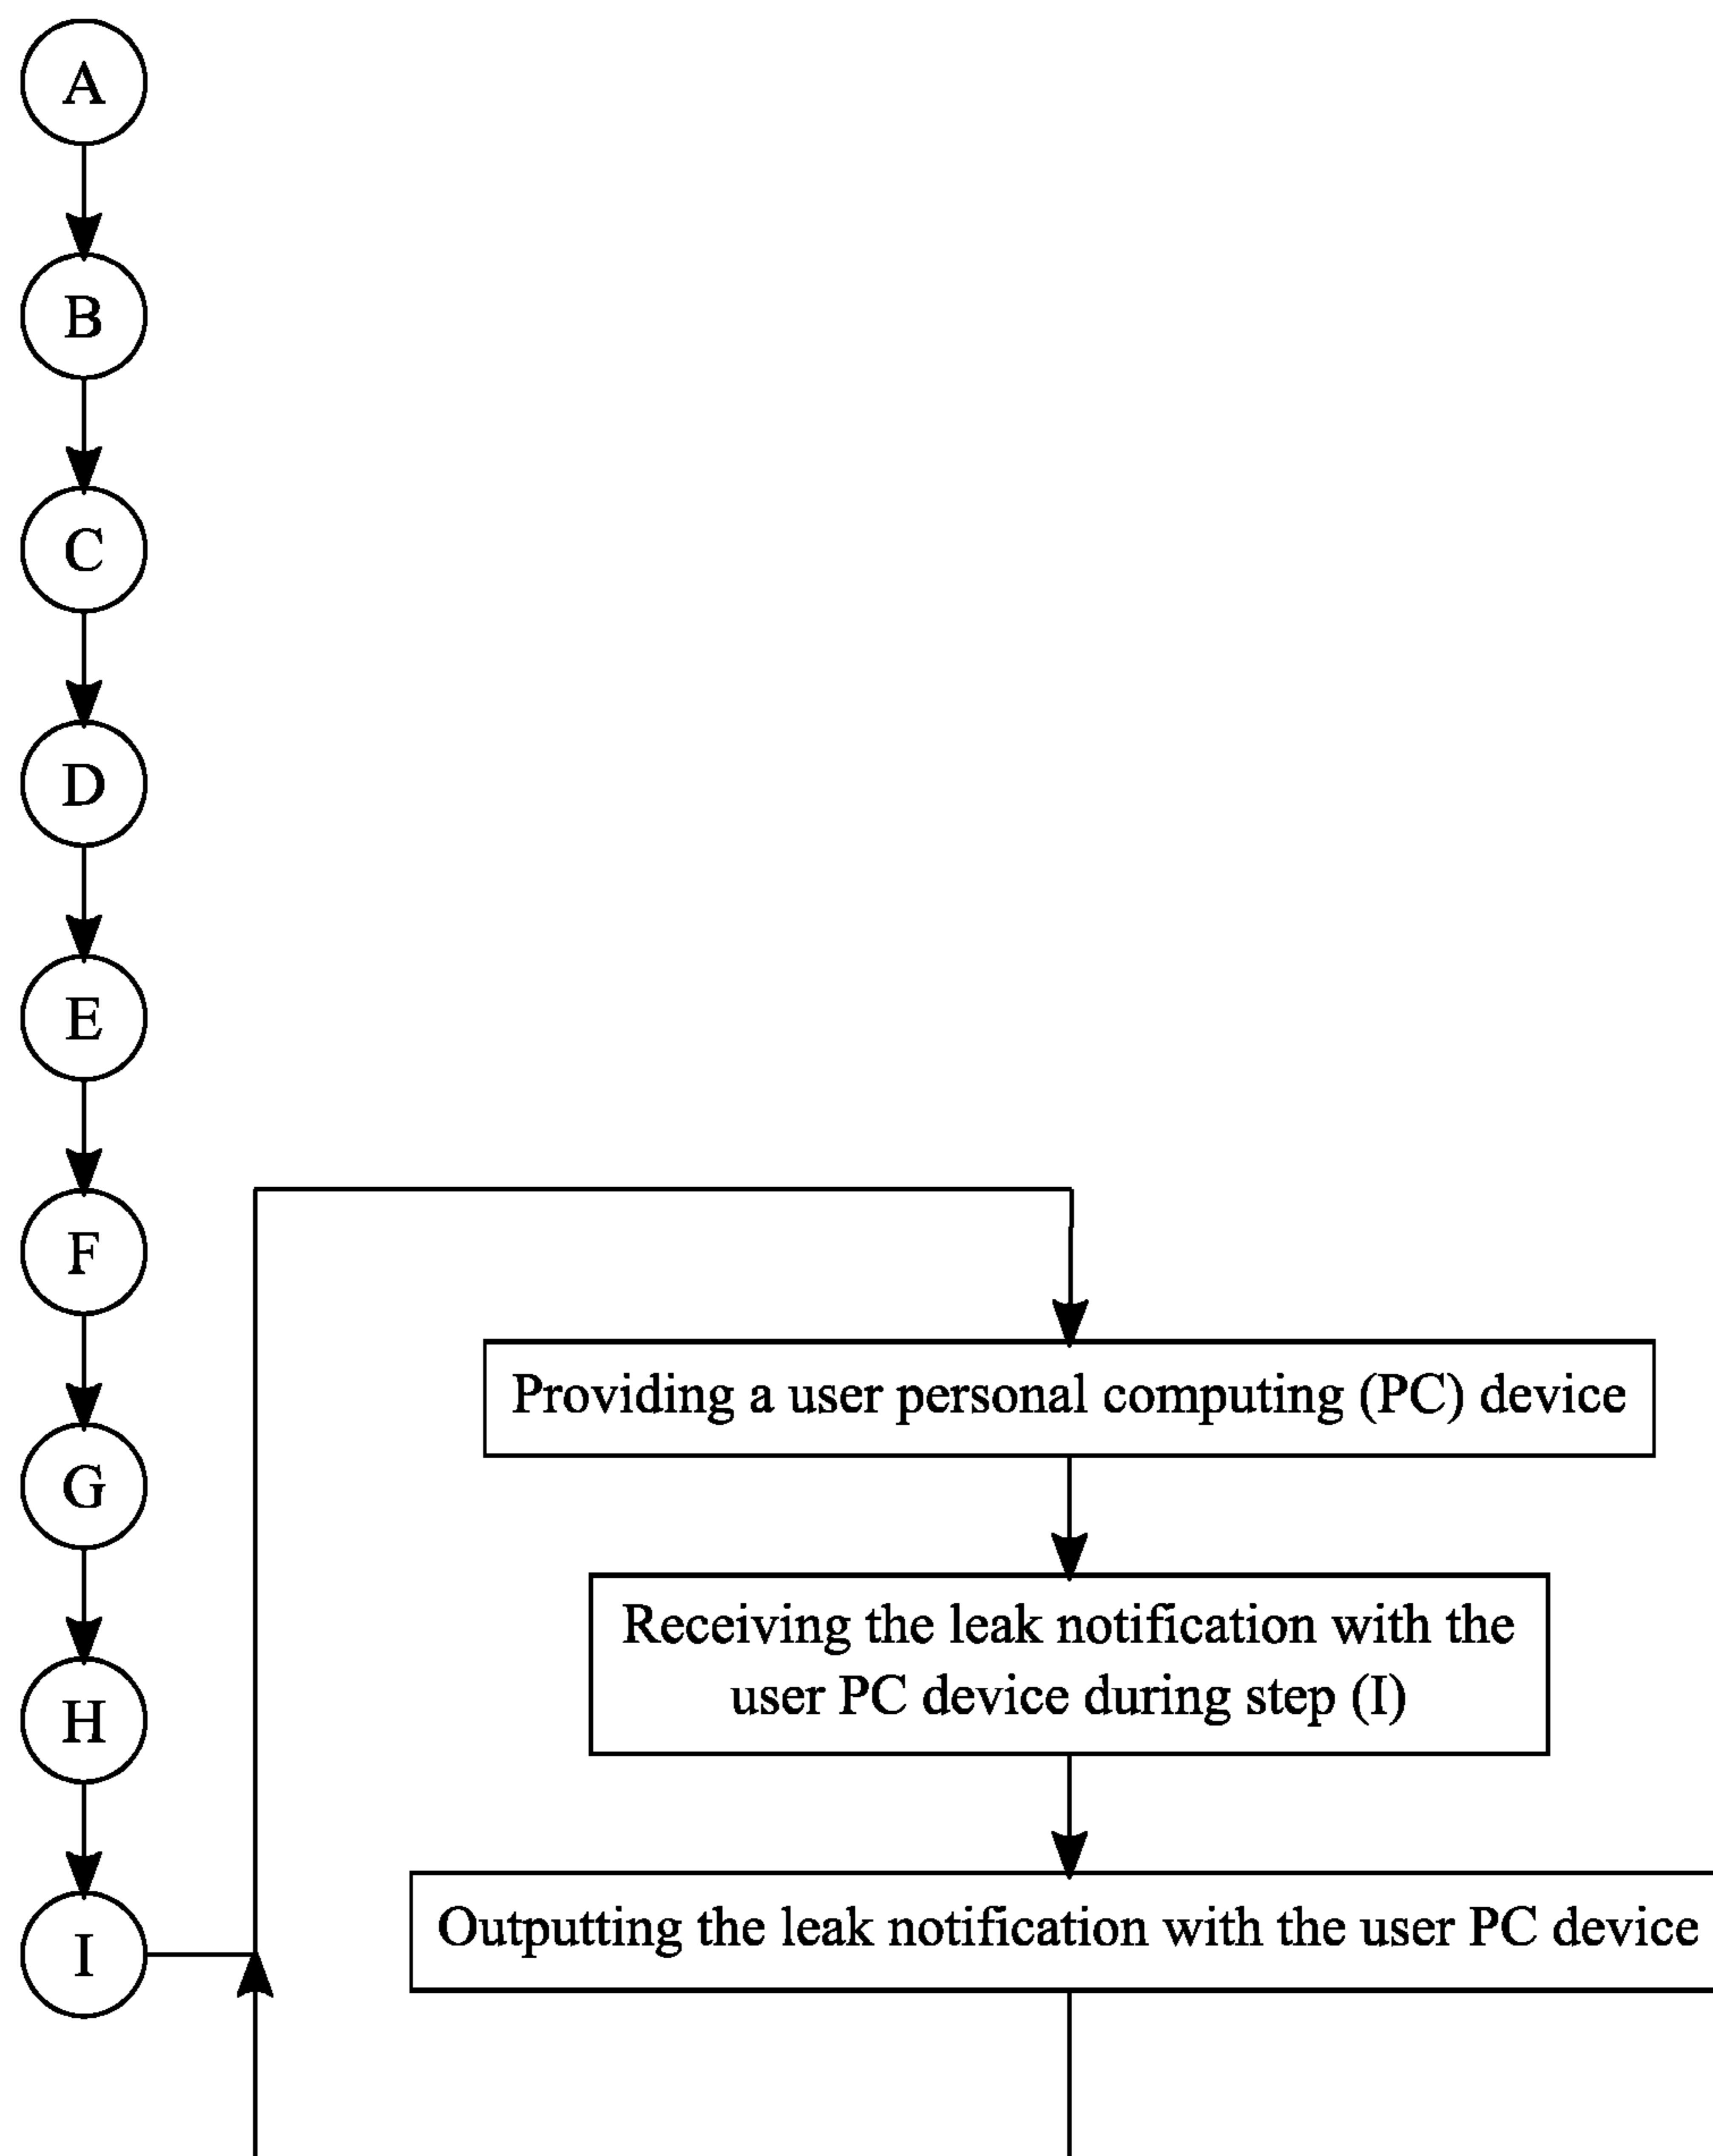 A
B
C
D
E
F
Providing a user personal computing (PC) device
G
Receiving the leak notification with the
user PC device during step (I)
H
Outputting the leak notification with the user PC device
I